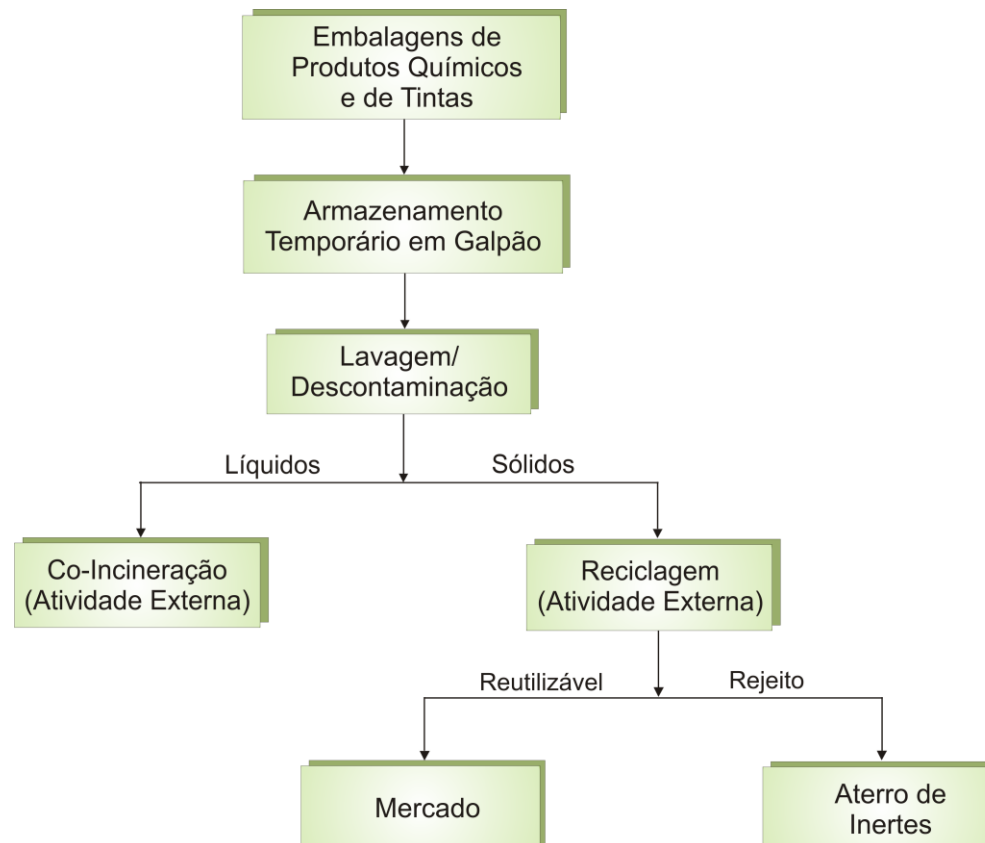 Embalagens de
Produtos Químicos
e de Tintas
Armazenamento
Temporário em Galpão
Lavagem/
Descontaminação
Líquidos
Sólidos
Co-Incineração
(Atividade Externa)
Reciclagem
(Atividade Externa)
Reutilizável
Rejeito
Mercado
Aterro de
Inertes